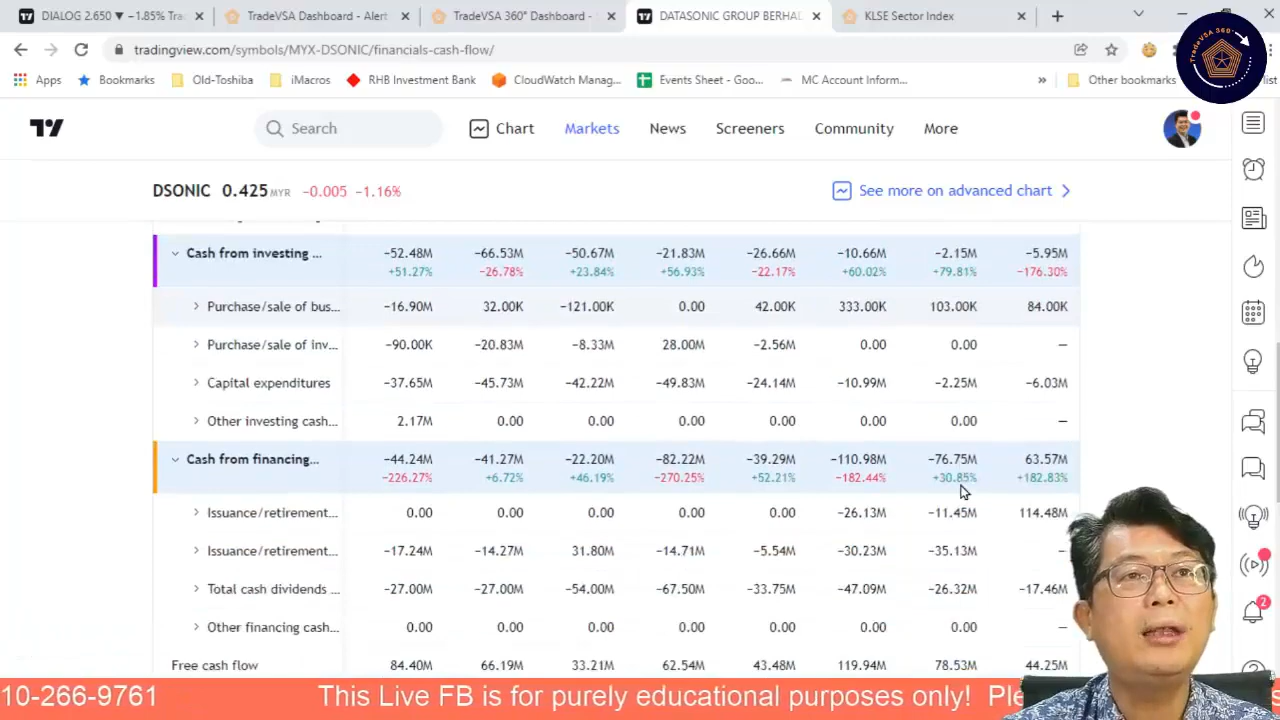 DIALOG 2.650 ▼ −1.85% Tra
TradeVSA Dashboard - Alert
TradeVSA 360° Dashboard -
DATASONIC GROUP BERHAD
KLSE Sector Index
tradingview.com/symbols/MYX-DSONIC/financials-cash-flow/
TradeVSA 360°
Apps Bookmarks Old-Toshiba iMacros RHB Investment Bank CloudWatch Manag... Events Sheet - Goo... MC Account Inform... » Other bookmarks list
Search Chart Markets News Screeners Community More
DSONIC 0.425 MYR −0.005 −1.16% See more on advanced chart
Cash from investing ... −52.48M −66.53M −50.67M −21.83M −26.66M −10.66M −2.15M −5.95M
+51.27% −26.78% +23.84% +56.93% −22.17% +60.02% +79.81% −176.30%
Purchase/sale of bus... −16.90M 32.00K −121.00K 0.00 42.00K 333.00K 103.00K 84.00K
Purchase/sale of inv... −90.00K −20.83M −8.33M 28.00M −2.56M 0.00 0.00 —
Capital expenditures −37.65M −45.73M −42.22M −49.83M −24.14M −10.99M −2.25M −6.03M
Other investing cash... 2.17M 0.00 0.00 0.00 0.00 0.00 0.00 —
Cash from financing... −44.24M −41.27M −22.20M −82.22M −39.29M −110.98M −76.75M 63.57M
−226.27% +6.72% +46.19% −270.25% +52.21% −182.44% +30.85% +182.83%
Issuance/retirement... 0.00 0.00 0.00 0.00 0.00 −26.13M −11.45M 114.48M
Issuance/retirement... −17.24M −14.27M 31.80M −14.71M −5.54M −30.23M −35.13M
Total cash dividends ... −27.00M −27.00M −54.00M −67.50M −33.75M −47.09M −26.32M −17.46M
Other financing cash... 0.00 0.00 0.00 0.00 0.00 0.00 0.00 —
Free cash flow 84.40M 66.19M 33.21M 62.54M 43.48M 119.94M 78.53M 44.25M
2
10-266-9761 This Live FB is for purely educational purposes only! Ple